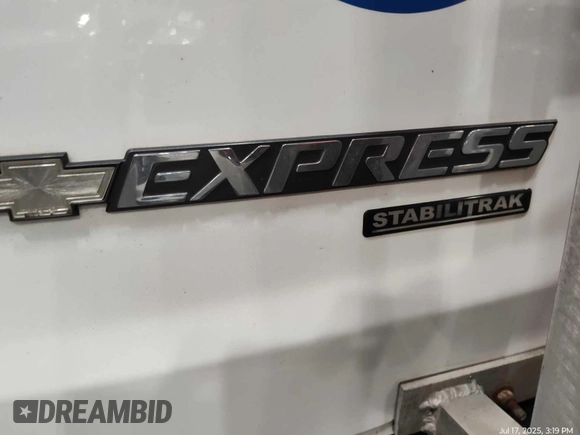 EXPRESS
STABILITRAK
DREAMBID
Jul 17, 2025, 3:19 PM